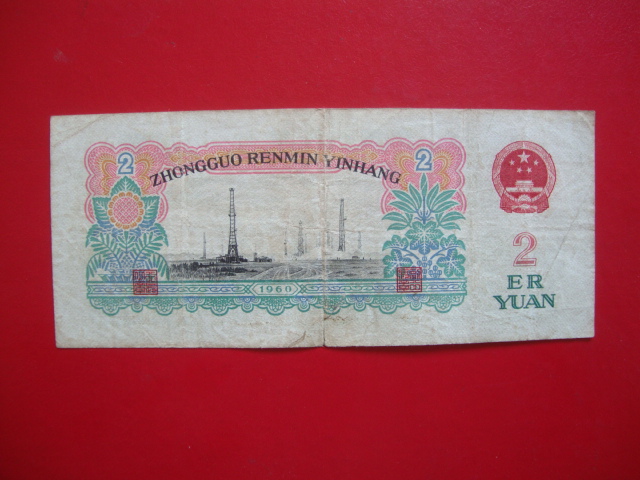 2
2
ZHONGGUO RENMIN YINHANG
2
ER
YUAN
1960